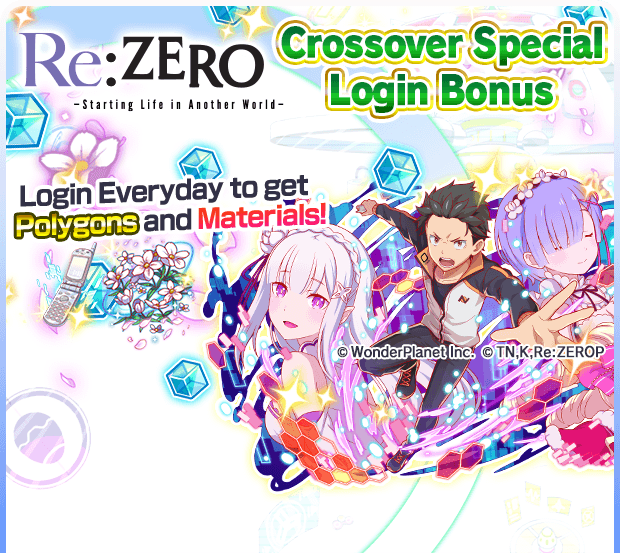 Re:ZERO
-Starting Life in Another World-
Crossover Special
Login Bonus
Login Everyday to get
Polygons and Materials!
© WonderPlanet Inc. © TN,K,Re:ZEROP